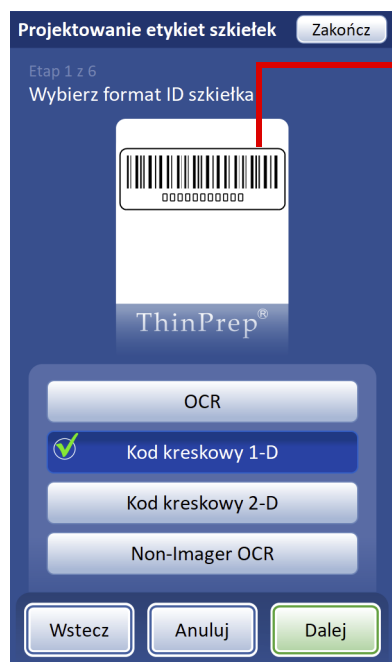 Projektowanie etykiet szkiełek
Zakończ
Etap 1 z 6
Wybierz format ID szkiełka
00000000000
ThinPrep®
OCR
Kod kreskowy 1-D
Kod kreskowy 2-D
Non-Imager OCR
Wstecz
Anuluj
Dalej